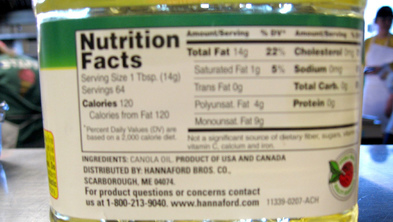 Nutrition Facts
Serving Size 1 Tbsp. (14g)
Servings 64
Calories 120
Calories from Fat 120
*Percent Daily Values (DV) are
based on a 2,000 calorie diet.
Amount/Serving % DV*
Total Fat 14g 22%
Saturated Fat 1g 5%
Trans Fat 0g
Polyunsat. Fat 4g
Monounsat. Fat 9g
Amount/Serving
Cholesterol 0mg
Sodium 0mg
Total Carb. 0g
Protein 0g
Not a significant source of dietary fiber, sugars,
vitamin C, calcium and iron.
INGREDIENTS: CANOLA OIL. PRODUCT OF USA AND CANADA
DISTRIBUTED BY: HANNAFORD BROS. CO.,
SCARBOROUGH, ME 04074.
For product questions or concerns contact
us at 1-800-213-9040. www.hannaford.com 11339-0207-ACH